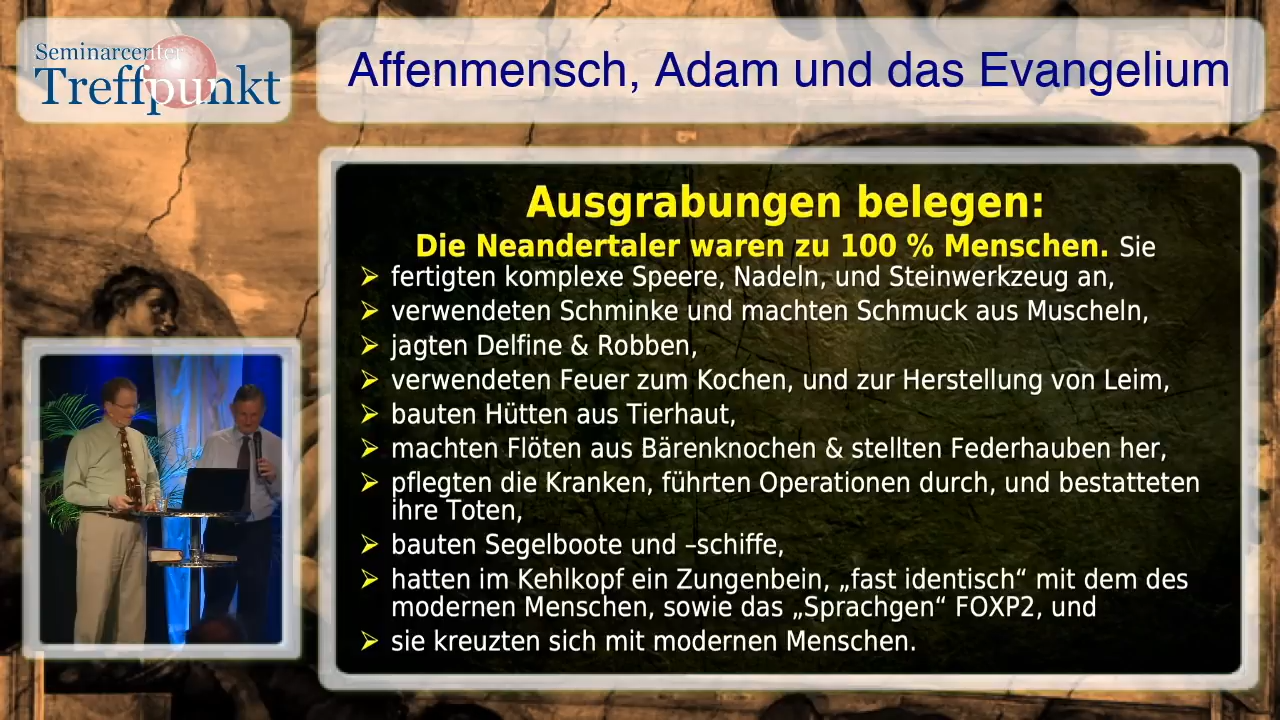 Seminarcenter
Treffpunkt
Affenmensch, Adam und das Evangelium
Ausgrabungen belegen:
Die Neandertaler waren zu 100 % Menschen. Sie
➢ fertigten komplexe Speere, Nadeln, und Steinwerkzeug an,
➢ verwendeten Schminke und machten Schmuck aus Muscheln,
➢ jagten Delfine & Robben,
➢ verwendeten Feuer zum Kochen, und zur Herstellung von Leim,
➢ bauten Hütten aus Tierhaut,
➢ machten Flöten aus Bärenknochen & stellten Federhauben her,
➢ pflegten die Kranken, führten Operationen durch, und bestatteten
ihre Toten,
➢ bauten Segelboote und –schiffe,
➢ hatten im Kehlkopf ein Zungenbein, „fast identisch“ mit dem des
modernen Menschen, sowie das „Sprachgen“ FOXP2, und
➢ sie kreuzten sich mit modernen Menschen.